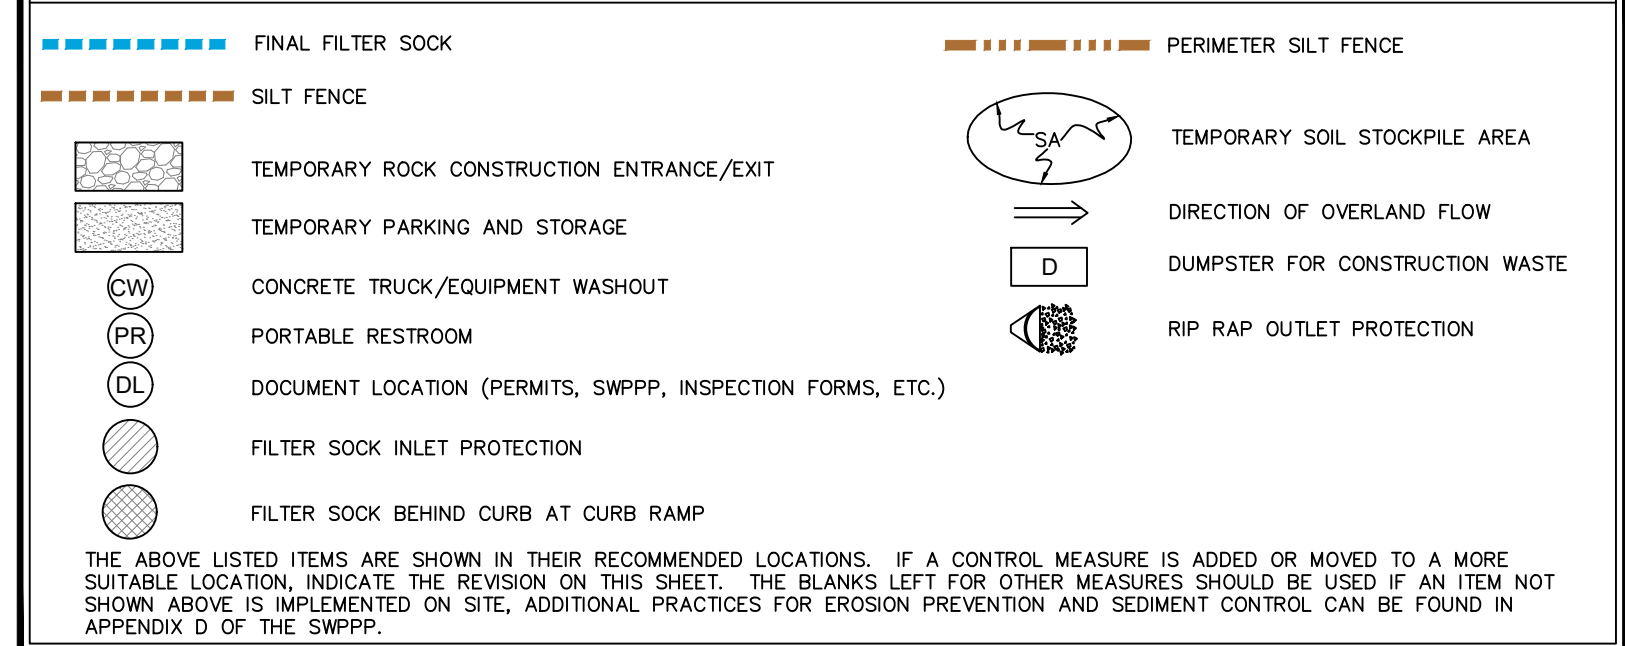 FINAL FILTER SOCK
SILT FENCE
TEMPORARY ROCK CONSTRUCTION ENTRANCE/EXIT
TEMPORARY PARKING AND STORAGE
CW CONCRETE TRUCK/EQUIPMENT WASHOUT
PR PORTABLE RESTROOM
DL DOCUMENT LOCATION (PERMITS, SWPPP, INSPECTION FORMS, ETC.)
FILTER SOCK INLET PROTECTION
FILTER SOCK BEHIND CURB AT CURB RAMP
PERIMETER SILT FENCE
SA TEMPORARY SOIL STOCKPILE AREA
DIRECTION OF OVERLAND FLOW
D DUMPSTER FOR CONSTRUCTION WASTE
RIP RAP OUTLET PROTECTION
THE ABOVE LISTED ITEMS ARE SHOWN IN THEIR RECOMMENDED LOCATIONS. IF A CONTROL MEASURE IS ADDED OR MOVED TO A MORE
SUITABLE LOCATION, INDICATE THE REVISION ON THIS SHEET. THE BLANKS LEFT FOR OTHER MEASURES SHOULD BE USED IF AN ITEM NOT
SHOWN ABOVE IS IMPLEMENTED ON SITE, ADDITIONAL PRACTICES FOR EROSION PREVENTION AND SEDIMENT CONTROL CAN BE FOUND IN
APPENDIX D OF THE SWPPP.